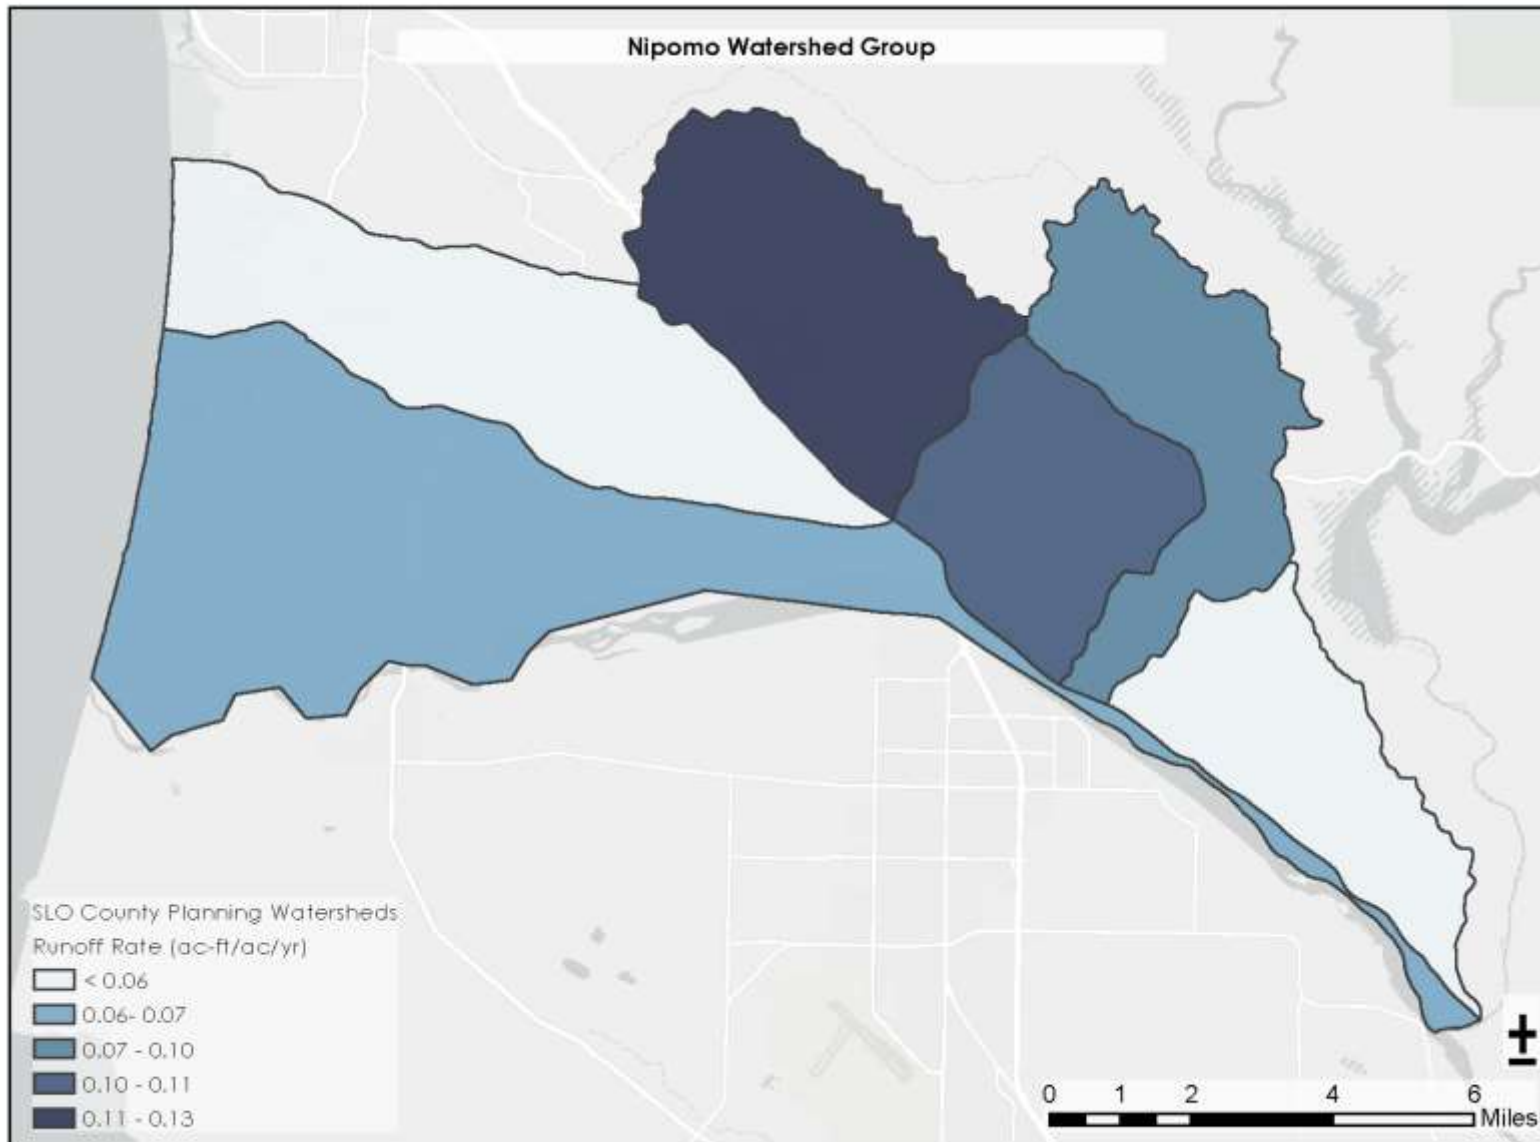 Nipomo Watershed Group
SLO County Planning Watersheds
Runoff Rate (ac-ft/ac/yr)
< 0.06
0.06- 0.07
0.07 - 0.10
0.10 - 0.11
0.11 - 0.13
0 1 2 4 6
Miles